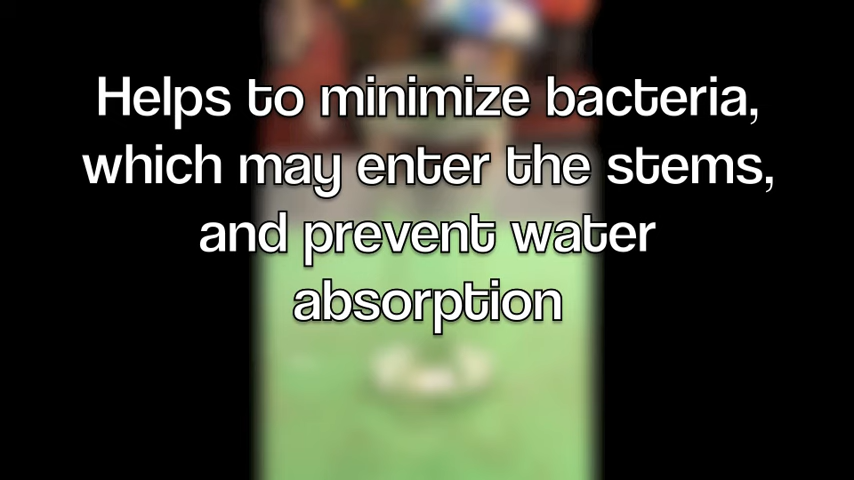 Helps to minimize bacteria,
which may enter the stems,
and prevent water
absorption